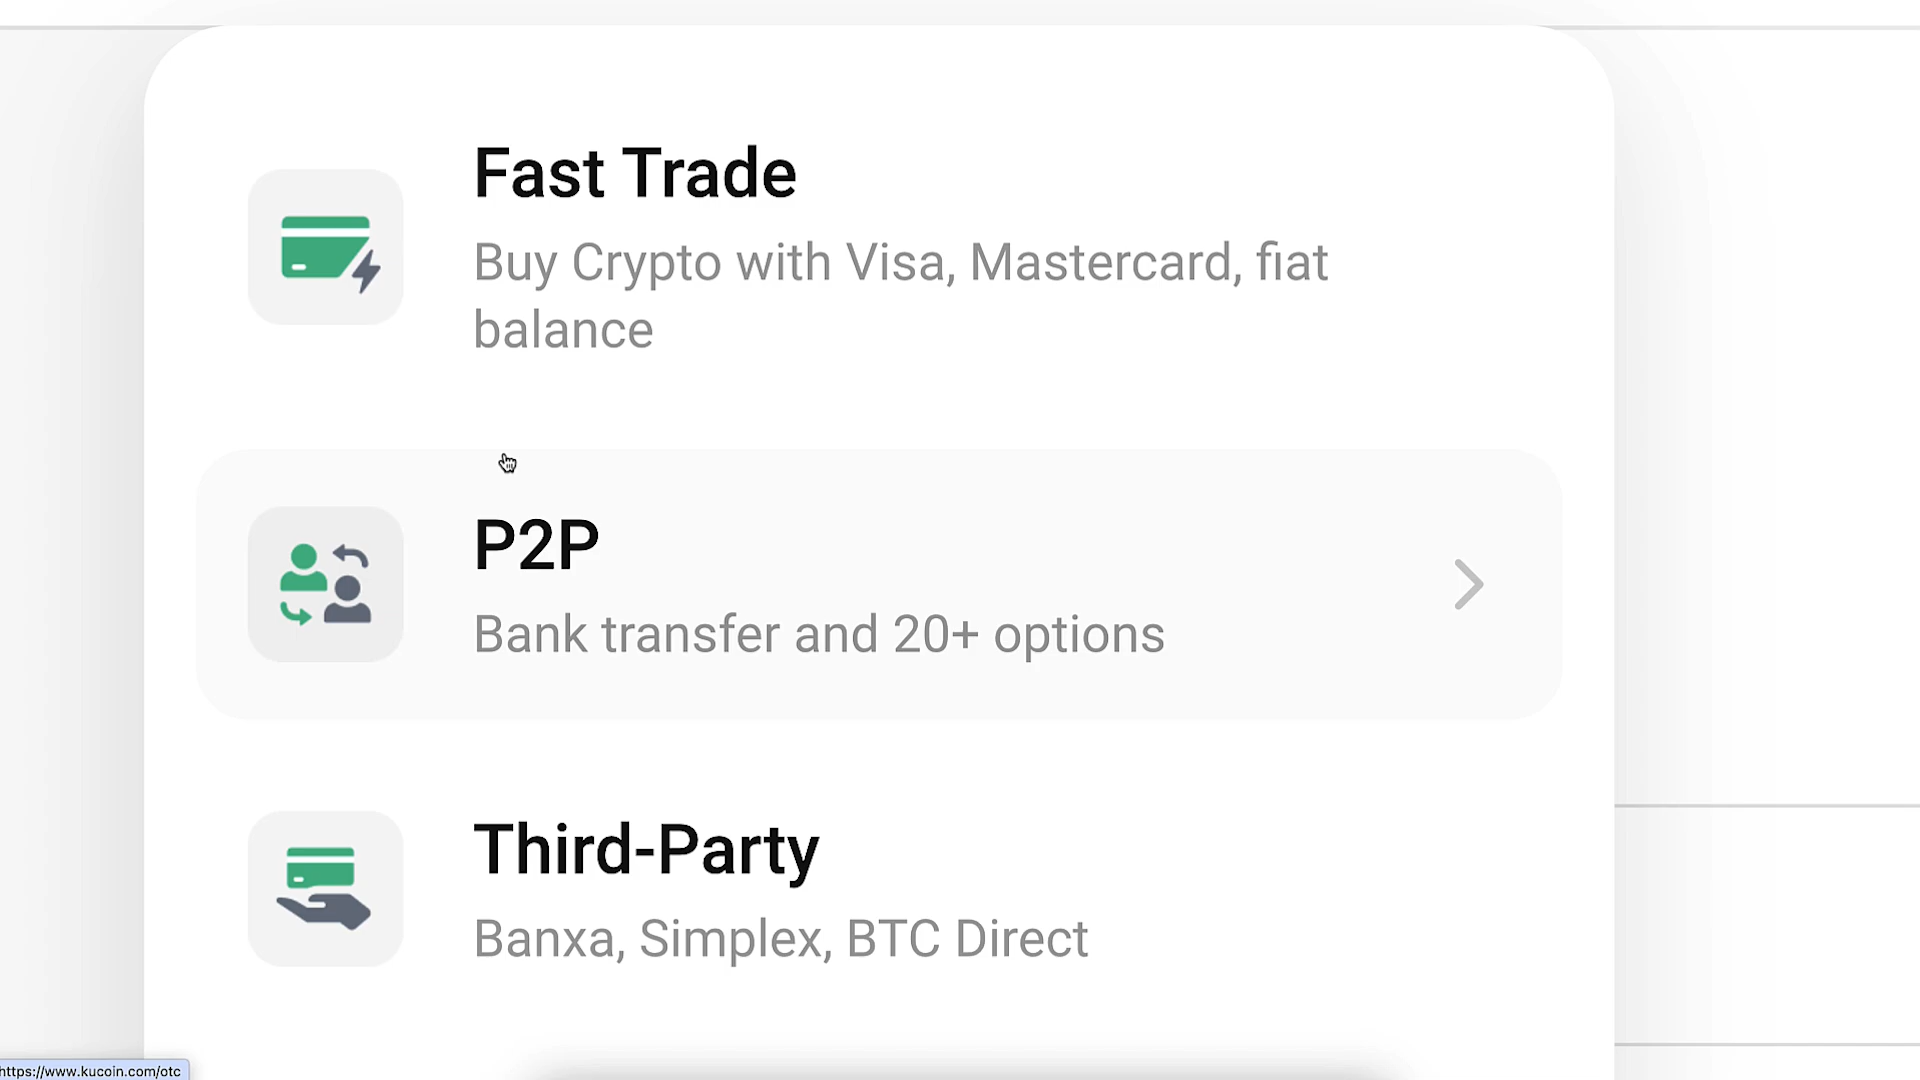 Fast Trade
Buy Crypto with Visa, Mastercard, fiat
balance
P2P
Bank transfer and 20+ options
Third-Party
Banxa, Simplex, BTC Direct
https://www.kucoin.com/otc